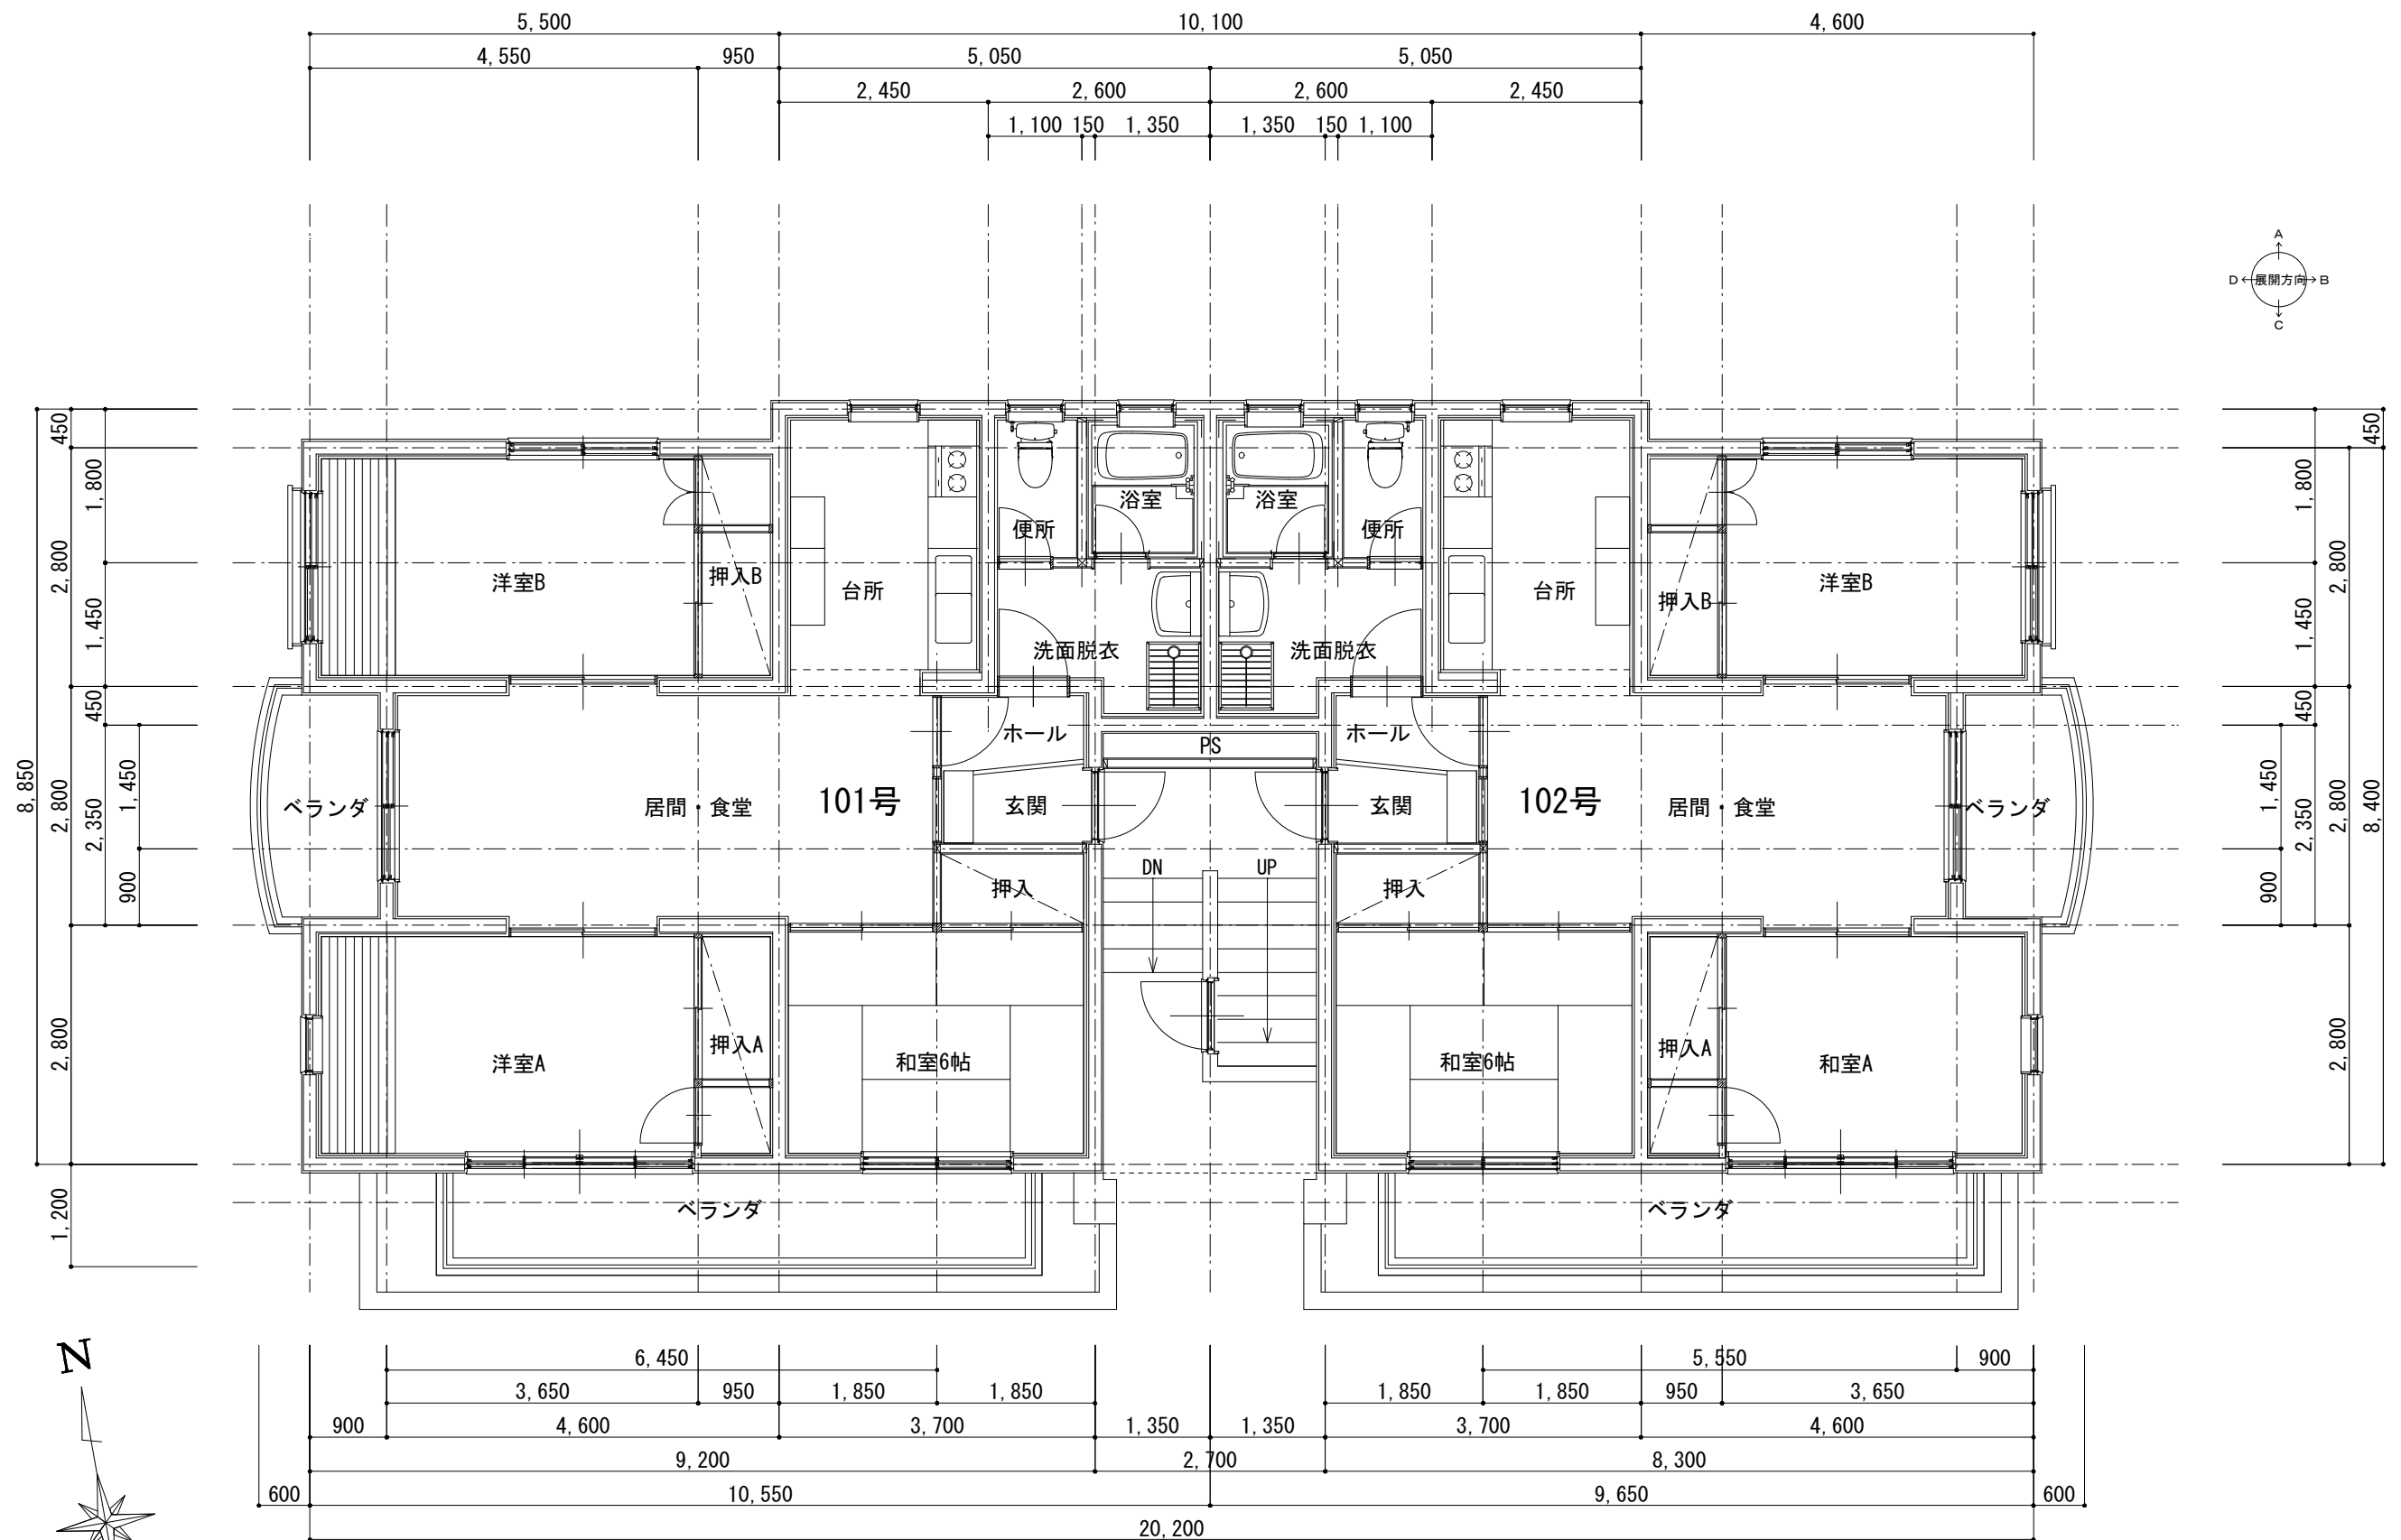 5,500
10,100
4,600
4,550
950
5,050
5,050
2,450
2,600
2,600
2,450
1,100
150
1,350
1,350
150
1,100
A
D
展開方向
B
C
450
1,800
2,800
1,450
450
8,850
2,800
2,350
1,450
900
2,800
1,200
450
1,800
2,800
1,450
450
1,450
2,350
2,800
8,400
900
2,800
洋室B
押入B
台所
便所
浴室
浴室
便所
台所
押入B
洋室B
洗面脱衣
洗面脱衣
ホール
PS
ホール
ベランダ
居間・食堂
101号
玄関
玄関
102号
居間・食堂
ベランダ
押入
DN
UP
押入
洋室A
押入A
和室6帖
和室6帖
押入A
和室A
ベランダ
ベランダ
N
6,450
5,550
900
3,650
950
1,850
1,850
1,850
1,850
950
3,650
900
4,600
3,700
1,350
1,350
3,700
4,600
9,200
2,700
8,300
600
10,550
9,650
600
20,200